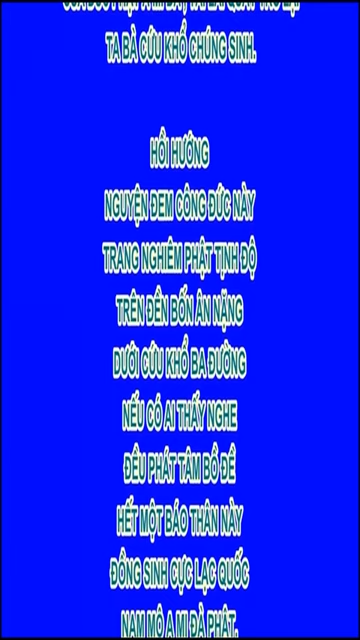 TA BÀ CỨU KHỔ CHÚNG SINH.
HỒI HƯỚNG
NGUYỆN ĐEM CÔNG ĐỨC NÀY
TRANG NGHIÊM PHẬT TỊNH ĐỘ
TRÊN ĐỀN BỐN ÂN NẶNG
DƯỚI CỨU KHỔ BA ĐƯỜNG
NẾU CÓ AI THẤY NGHE
ĐỀU PHÁT TÂM BỒ ĐỀ
HẾT MỘT BÁO THÂN NÀY
ĐỒNG SINH CỰC LẠC QUỐC
NAM MÔ A MI ĐÀ PHẬT.